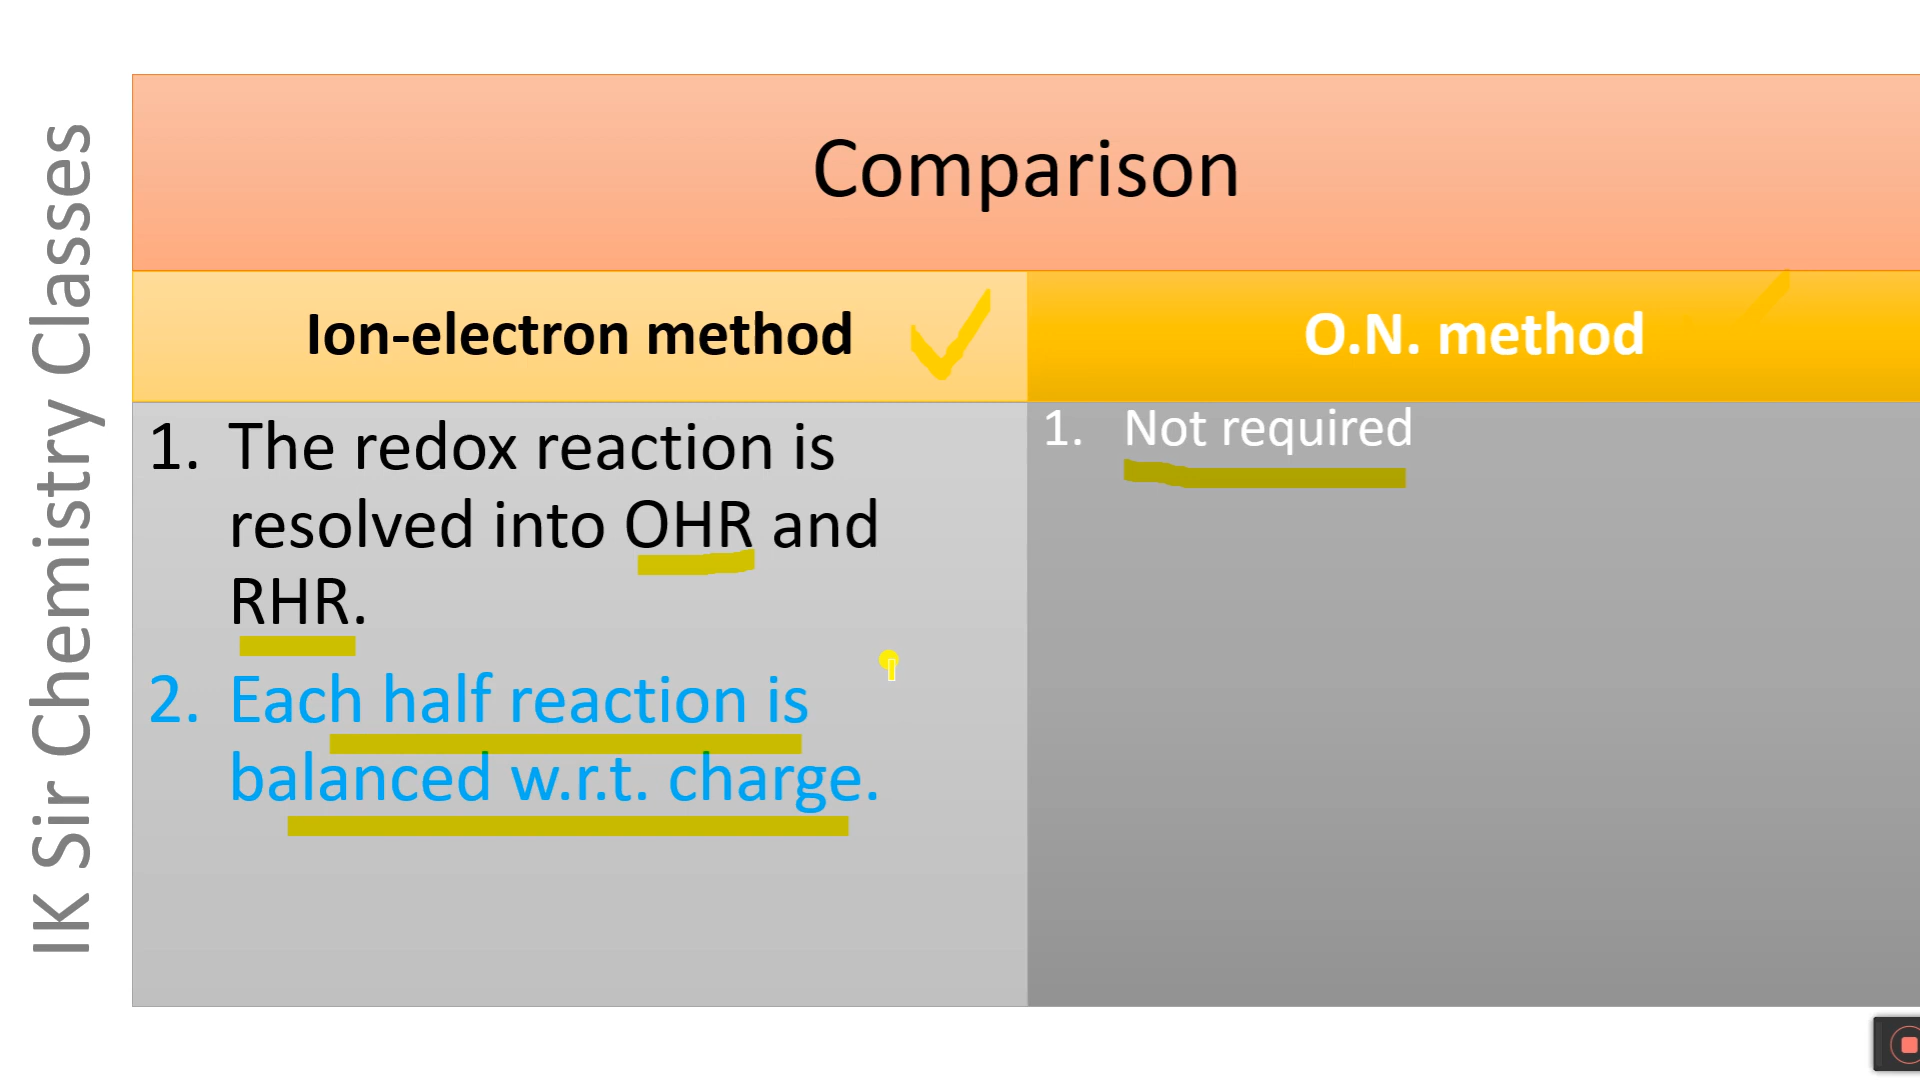 IK Sir Chemistry Classes
Comparison
Ion-electron method
O.N. method
1. The redox reaction is
resolved into OHR and
RHR.
2. Each half reaction is
balanced w.r.t. charge.
1. Not required